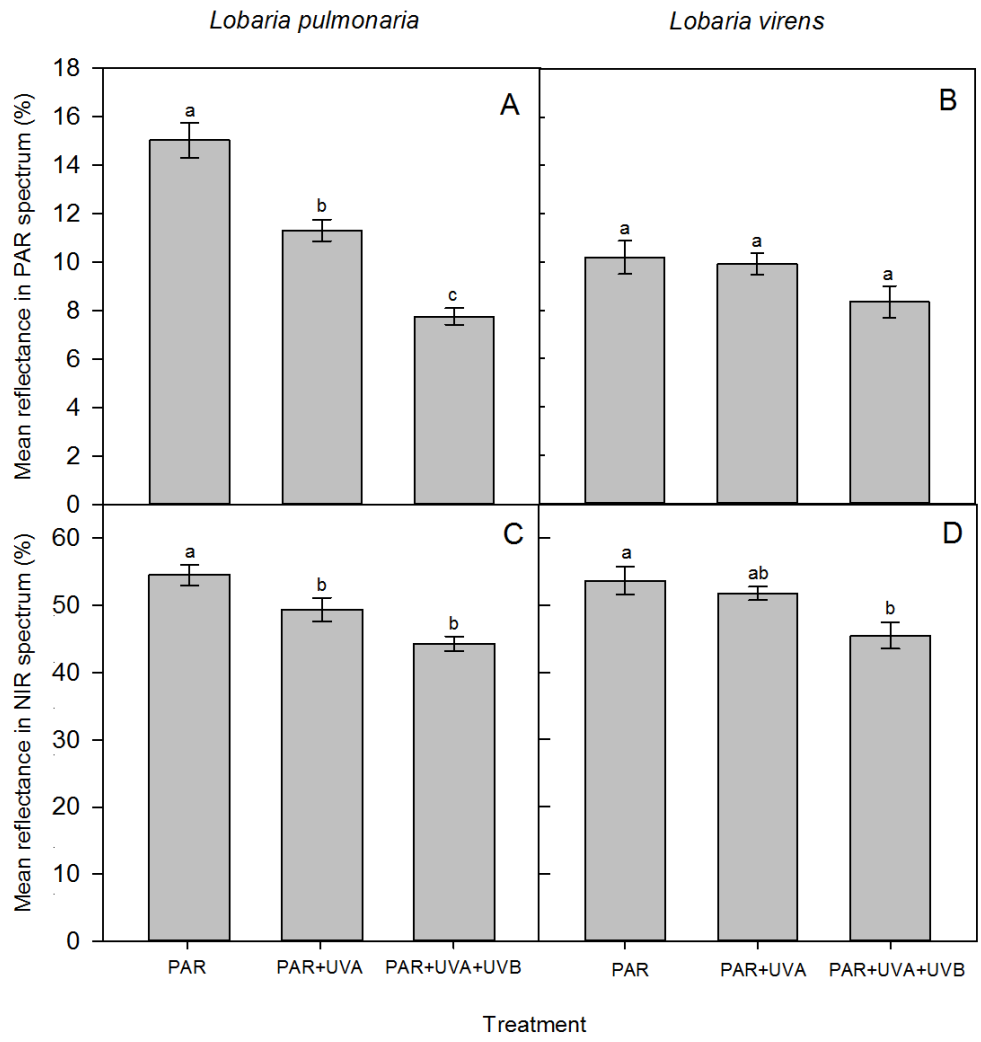 Lobaria pulmonaria
Lobaria virens
Mean reflectance in PAR spectrum (%)
18
16
14
12
10
8
6
4
2
0
A
a
b
c
B
a
a
a
Mean reflectance in NIR spectrum (%)
60
50
40
30
20
10
0
C
a
b
b
D
a
ab
b
PAR
PAR+UVA
PAR+UVA+UVB
PAR
PAR+UVA
PAR+UVA+UVB
Treatment